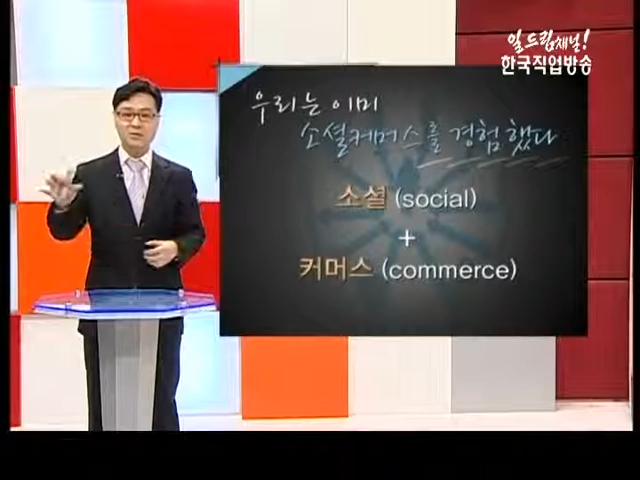 일드림채널!
한국직업방송
우리는 이미
소셜커머스를 경험했다
소셜 (social)
+
커머스 (commerce)